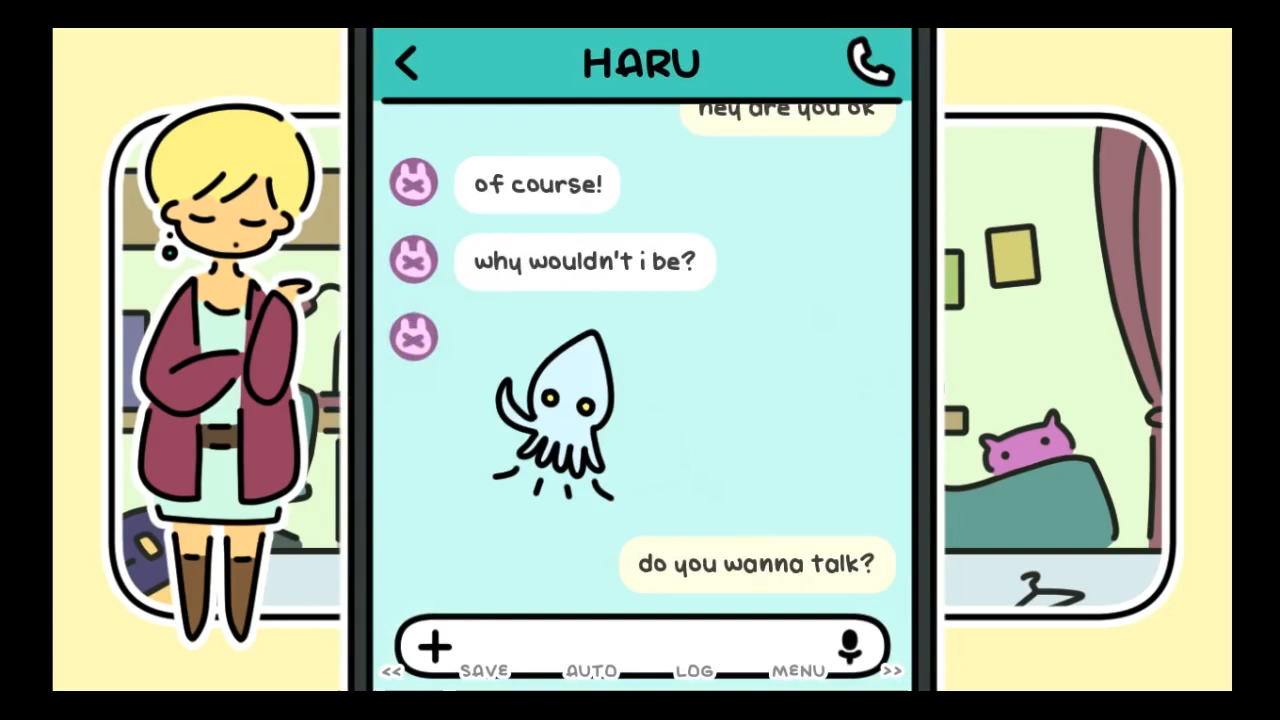 HARU
hey are you ok
of course!
why wouldn't i be?
do you wanna talk?
<< SAVE AUTO LOG MENU >>